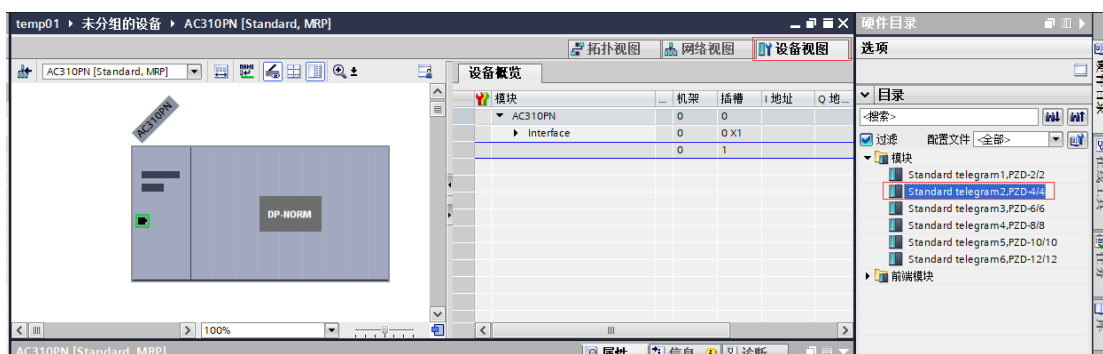 temp01 ▸ 未分组的设备 ▸ AC310PN [Standard, MRP]
硬件目录
拓扑视图 网络视图 设备视图
选项
AC310PN [Standard, MRP]
设备概览
模块 ... 机架 插槽 I 地址 Q 地...
AC310PN 0 0
Interface 0 0 X1
0 1
AC310PN
DP-NORM
100%
目录
<搜索>
过滤 配置文件 <全部>
模块
Standard telegram1,PZD-2/2
Standard telegram2,PZD-4/4
Standard telegram3,PZD-6/6
Standard telegram4,PZD-8/8
Standard telegram5,PZD-10/10
Standard telegram6,PZD-12/12
前端模块
AC310PN [Standard, MRP]
属性 信息 诊断